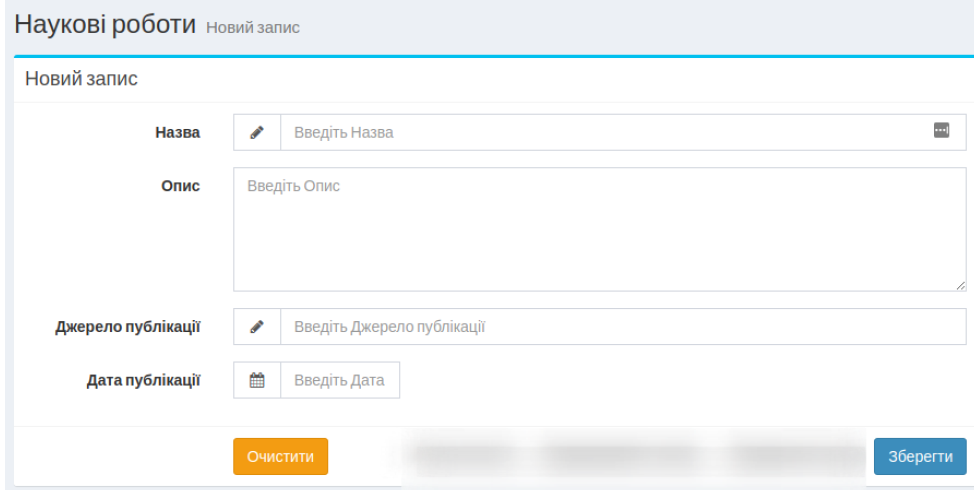 Наукові роботи Новий запис
Новий запис
Назва Введіть Назва
Опис Введіть Опис
Джерело публікації Введіть Джерело публікації
Дата публікації Введіть Дата
Очистити Зберегти